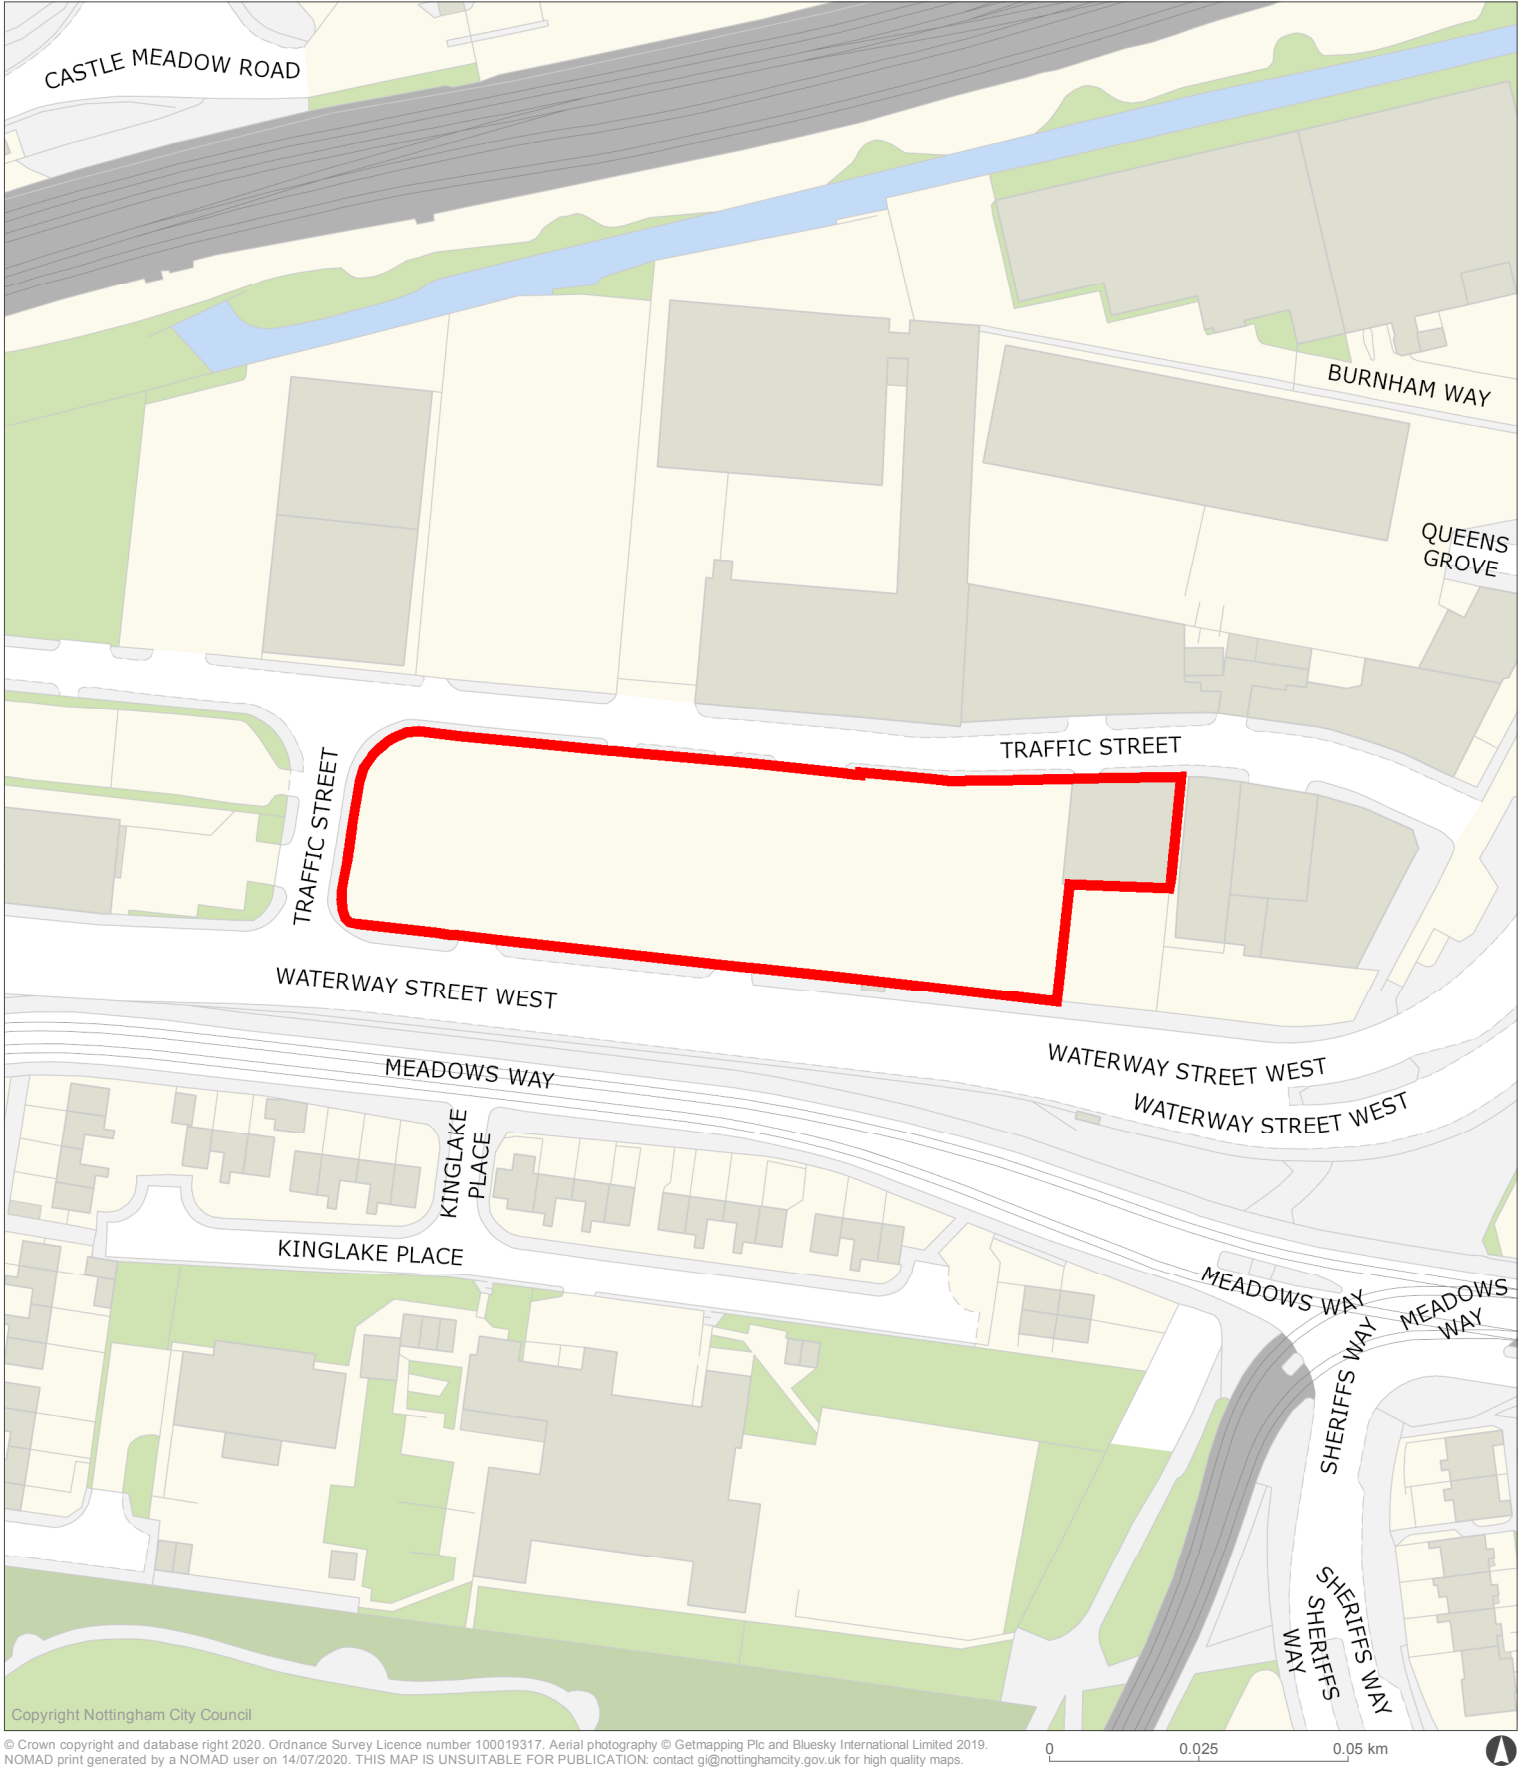 CASTLE MEADOW ROAD
BURNHAM WAY
QUEENS
GROVE
TRAFFIC STREET
TRAFFIC STREET
WATERWAY STREET WEST
WATERWAY STREET WEST
WATERWAY STREET WEST
MEADOWS WAY
KINGLAKE
PLACE
KINGLAKE PLACE
MEADOWS WAY
MEADOWS
WAY
SHERIFFS WAY
SHERIFFS WAY
SHERIFFS
WAY
Copyright Nottingham City Council
© Crown copyright and database right 2020. Ordnance Survey Licence number 100019317. Aerial photography © Getmapping Plc and Bluesky International Limited 2019.
NOMAD print generated by a NOMAD user on 14/07/2020. THIS MAP IS UNSUITABLE FOR PUBLICATION: contact gi@nottinghamcity.gov.uk for high quality maps.
0 0.025 0.05 km